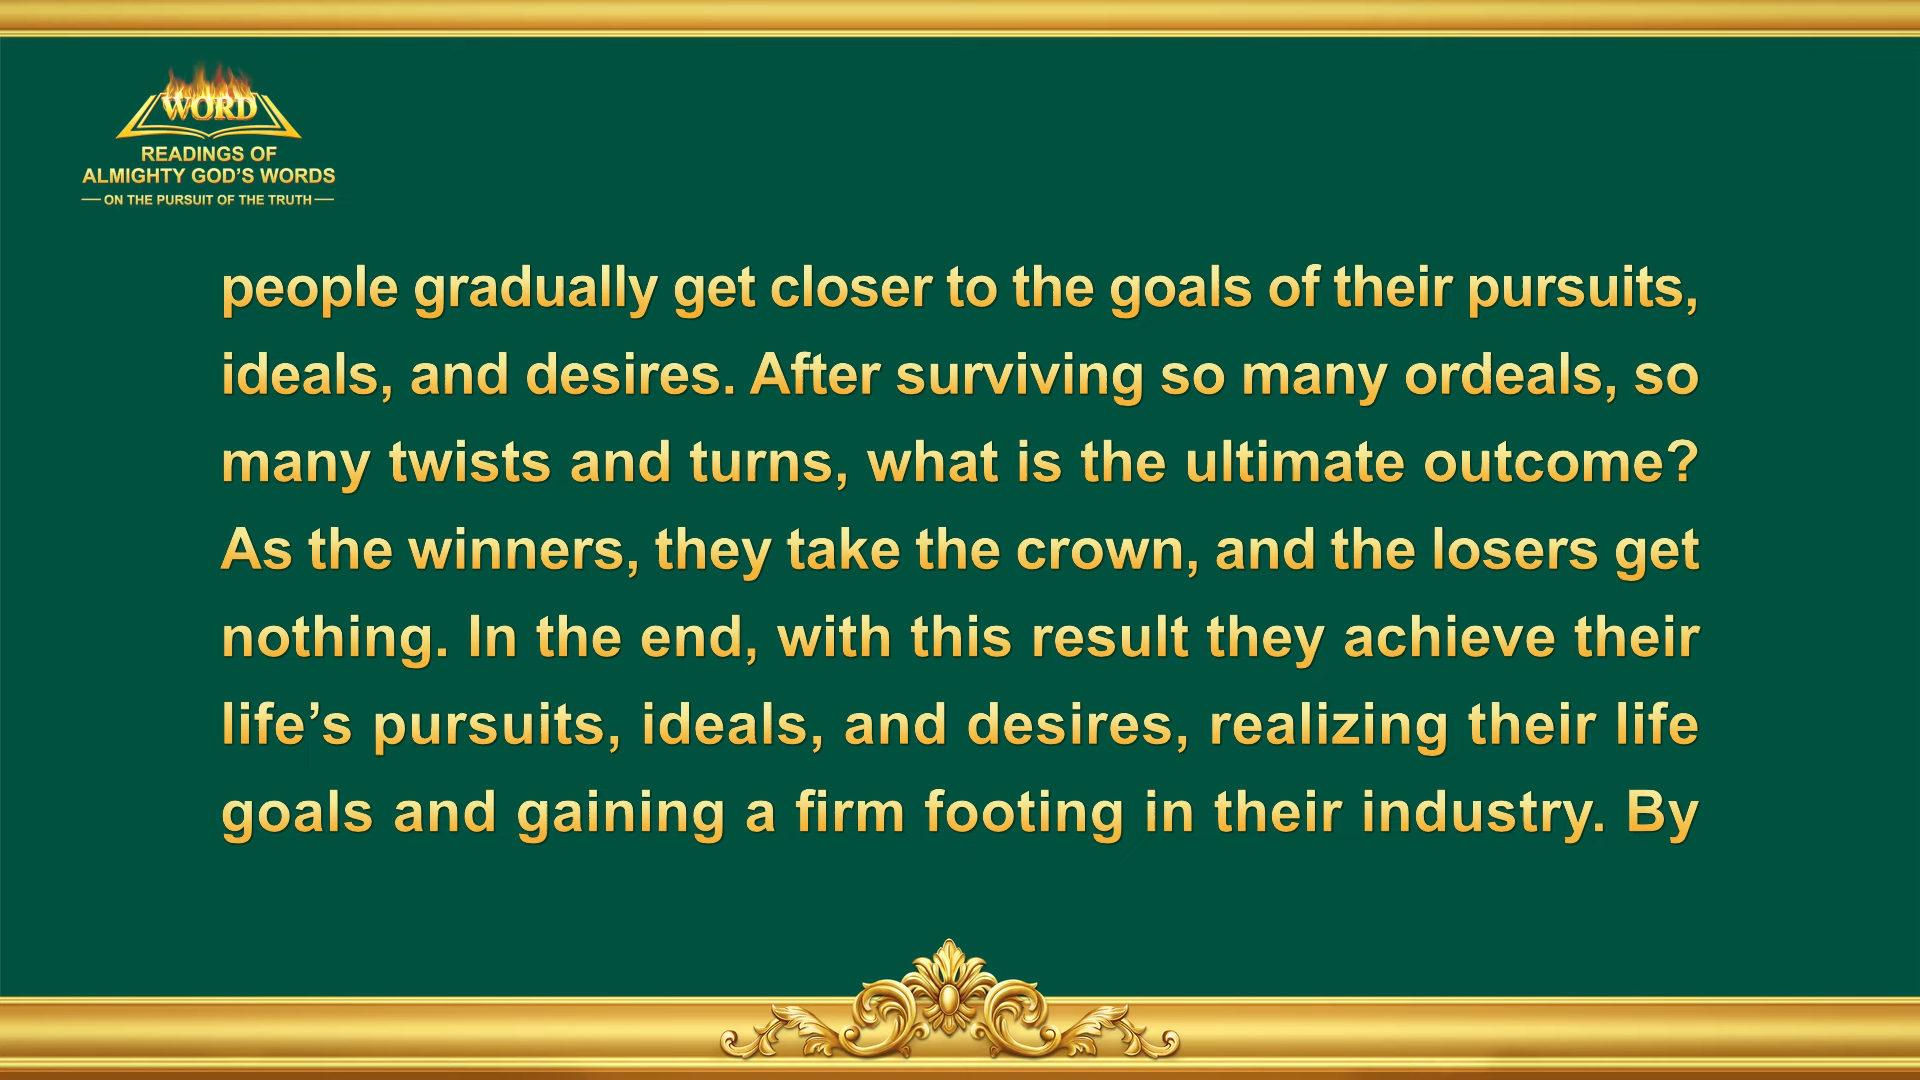 WORD
READINGS OF
ALMIGHTY GOD'S WORDS
— ON THE PURSUIT OF THE TRUTH —
people gradually get closer to the goals of their pursuits,
ideals, and desires. After surviving so many ordeals, so
many twists and turns, what is the ultimate outcome?
As the winners, they take the crown, and the losers get
nothing. In the end, with this result they achieve their
life’s pursuits, ideals, and desires, realizing their life
goals and gaining a firm footing in their industry. By